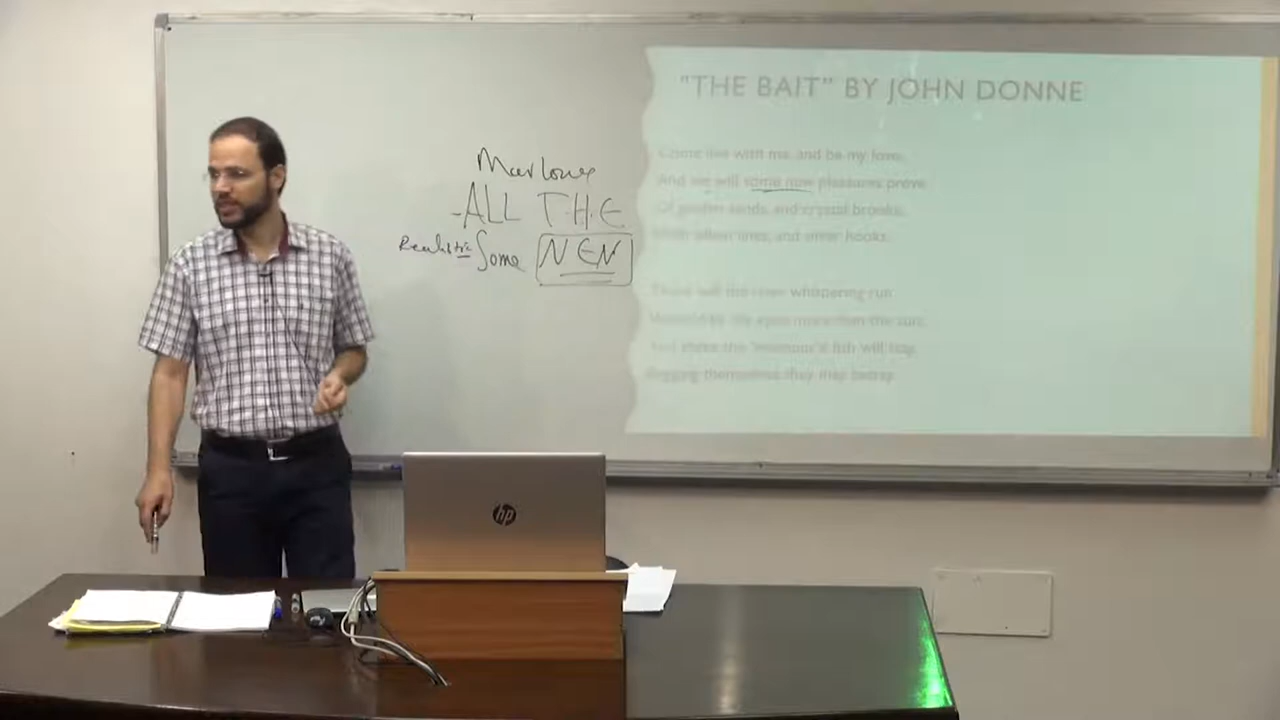 "THE BAIT" BY JOHN DONNE
Come live with me, and be my love,
And we will some new pleasures prove
Of golden sands, and crystal brooks,
With silken lines, and silver hooks.
There will the river whispering run
Warm'd by thy eyes, more than the sun;
And there the 'enamour'd fish will stay,
Begging themselves they may betray.
Marlowe
-ALL THE
Realistic Some NEW
hp